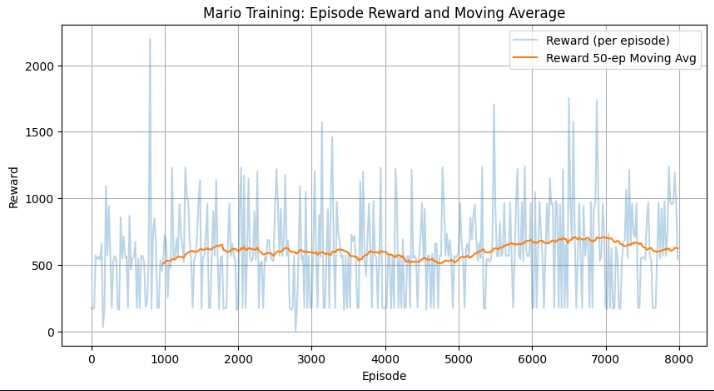 Mario Training: Episode Reward and Moving Average
Reward (per episode)
Reward 50-ep Moving Avg
2000
1500
1000
500
0
Reward
0 1000 2000 3000 4000 5000 6000 7000 8000
Episode